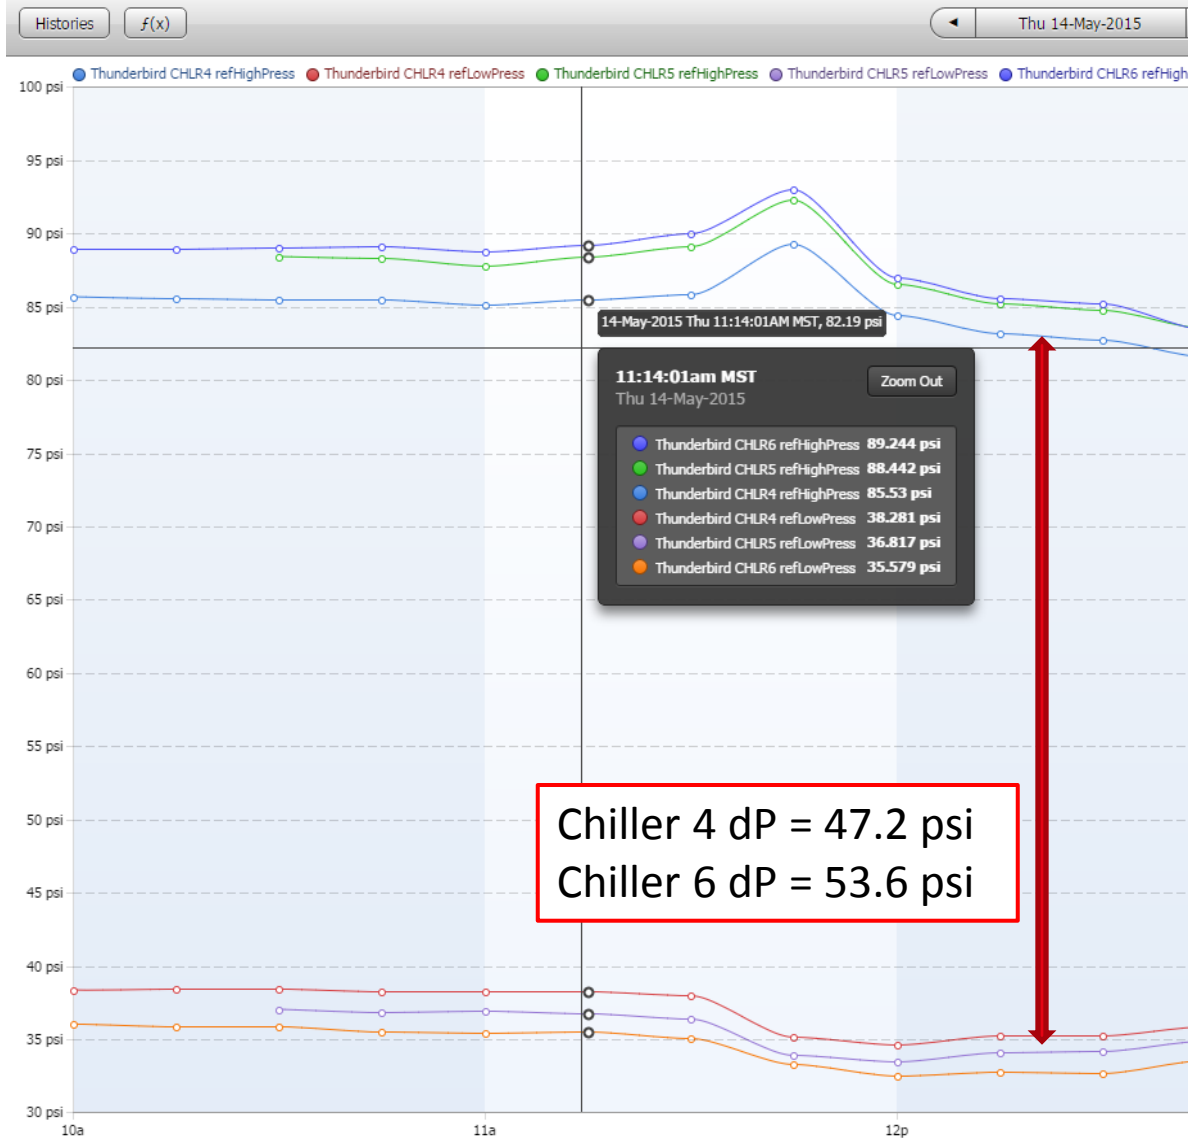 Histories f(x) ◄ Thu 14-May-2015
Thunderbird CHLR4 refHighPress Thunderbird CHLR4 refLowPress Thunderbird CHLR5 refHighPress Thunderbird CHLR5 refLowPress Thunderbird CHLR6 refHigh
100 psi
95 psi
90 psi
85 psi
14-May-2015 Thu 11:14:01AM MST, 82.19 psi
11:14:01am MST Zoom Out
Thu 14-May-2015
80 psi
Thunderbird CHLR6 refHighPress 89.244 psi
75 psi
Thunderbird CHLR5 refHighPress 88.442 psi
Thunderbird CHLR4 refHighPress 85.53 psi
Thunderbird CHLR4 refLowPress 38.281 psi
70 psi
Thunderbird CHLR5 refLowPress 36.817 psi
Thunderbird CHLR6 refLowPress 35.579 psi
65 psi
60 psi
55 psi
50 psi
Chiller 4 dP = 47.2 psi
Chiller 6 dP = 53.6 psi
45 psi
40 psi
35 psi
30 psi
10a 11a 12p